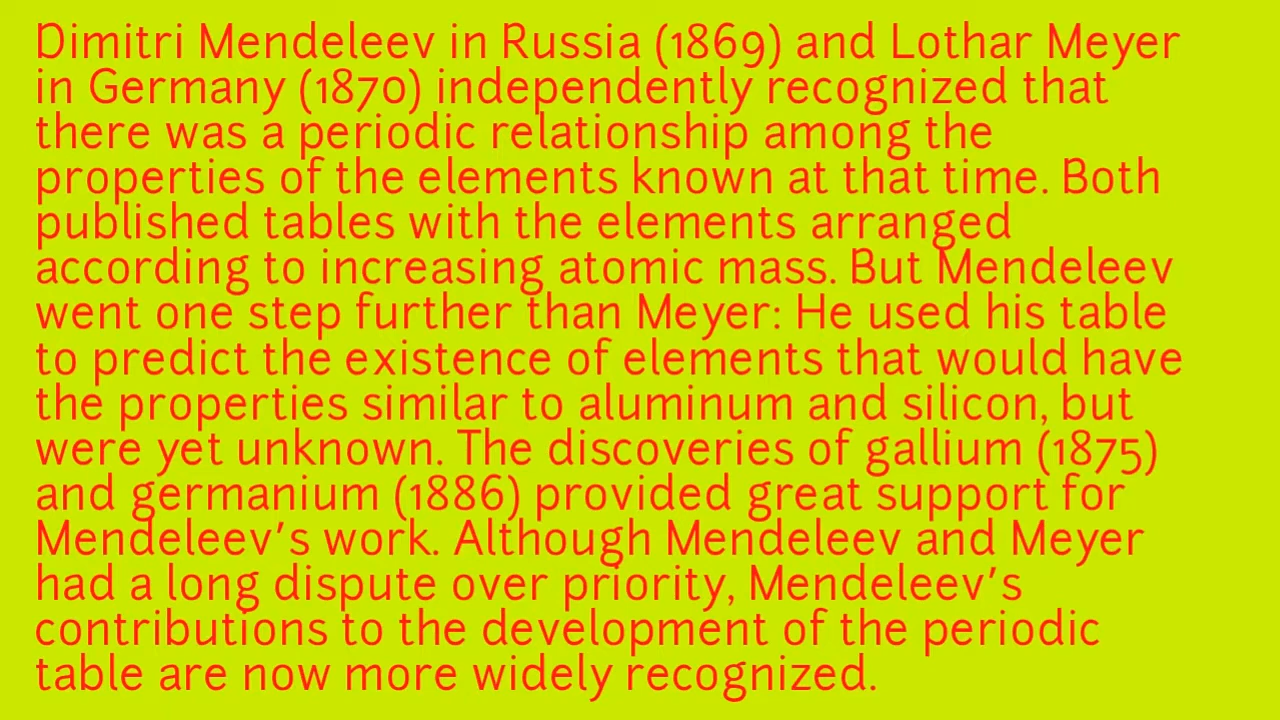 Dimitri Mendeleev in Russia (1869) and Lothar Meyer
in Germany (1870) independently recognized that
there was a periodic relationship among the
properties of the elements known at that time. Both
published tables with the elements arranged
according to increasing atomic mass. But Mendeleev
went one step further than Meyer: He used his table
to predict the existence of elements that would have
the properties similar to aluminum and silicon, but
were yet unknown. The discoveries of gallium (1875)
and germanium (1886) provided great support for
Mendeleev's work. Although Mendeleev and Meyer
had a long dispute over priority, Mendeleev's
contributions to the development of the periodic
table are now more widely recognized.